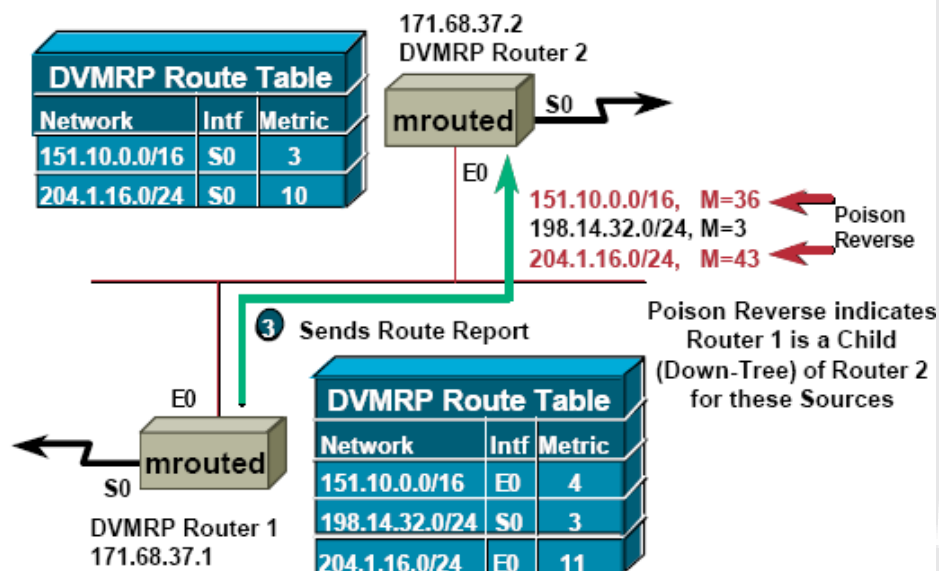 171.68.37.2
DVMRP Router 2
DVMRP Route Table
Network Intf Metric
151.10.0.0/16 S0 3
204.1.16.0/24 S0 10
mrouted
S0
E0
151.10.0.0/16, M=36
198.14.32.0/24, M=3
204.1.16.0/24, M=43
Poison
Reverse
3 Sends Route Report
Poison Reverse indicates
Router 1 is a Child
(Down-Tree) of Router 2
for these Sources
E0
mrouted
S0
DVMRP Router 1
171.68.37.1
DVMRP Route Table
Network Intf Metric
151.10.0.0/16 E0 4
198.14.32.0/24 S0 3
204.1.16.0/24 E0 11